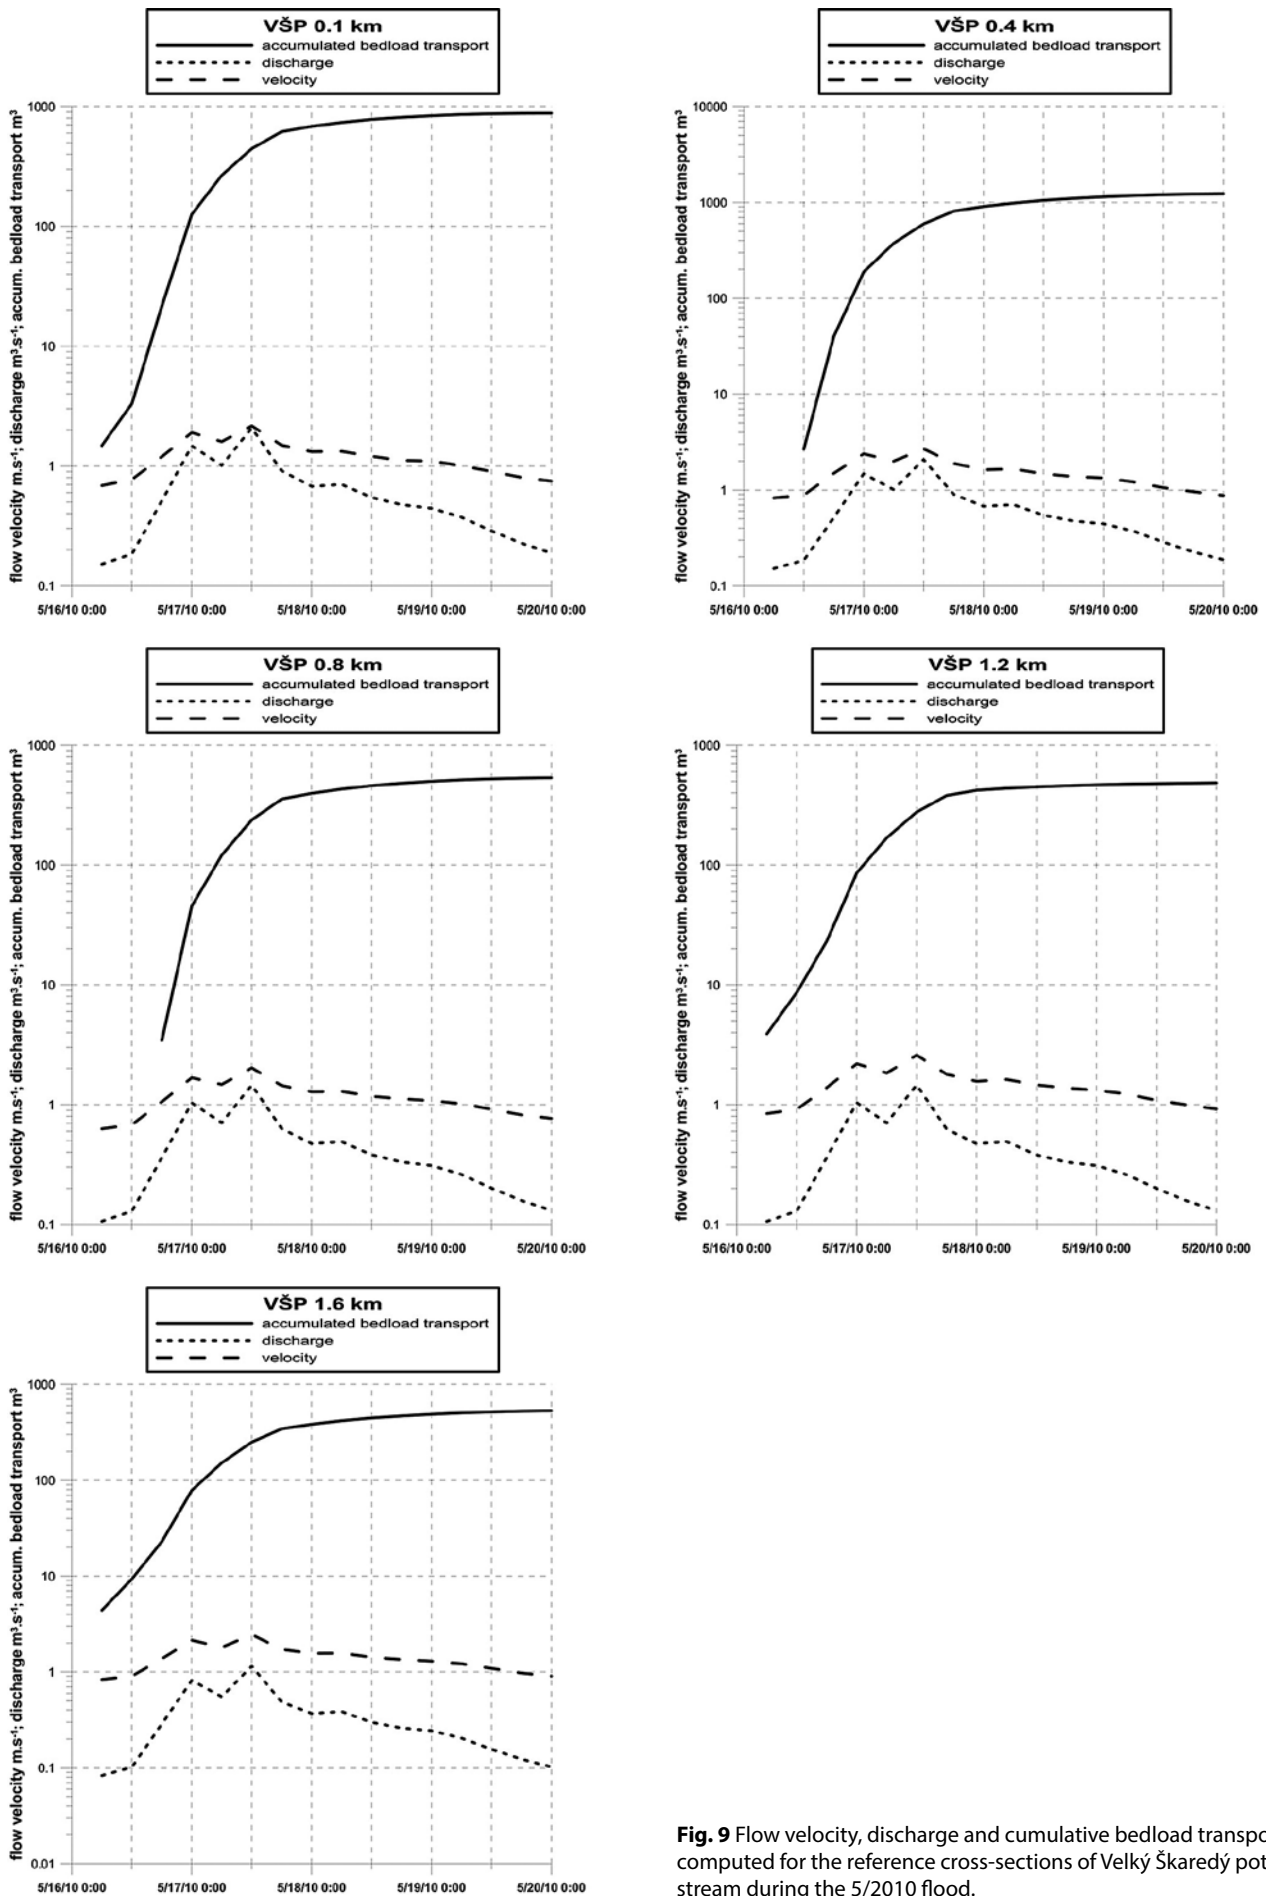 VŠP 0.1 km
accumulated bedload transport
discharge
velocity
flow velocity m.s⁻¹; discharge m³.s⁻¹; accum. bedload transport m³
1000
100
10
1
0.1
5/16/10 0:00
5/17/10 0:00
5/18/10 0:00
5/19/10 0:00
5/20/10 0:00
VŠP 0.4 km
accumulated bedload transport
discharge
velocity
flow velocity m.s⁻¹; discharge m³.s⁻¹; accum. bedload transport m³
10000
1000
100
10
1
0.1
5/16/10 0:00
5/17/10 0:00
5/18/10 0:00
5/19/10 0:00
5/20/10 0:00
VŠP 0.8 km
accumulated bedload transport
discharge
velocity
flow velocity m.s⁻¹; discharge m³.s⁻¹; accum. bedload transport m³
1000
100
10
1
0.1
5/16/10 0:00
5/17/10 0:00
5/18/10 0:00
5/19/10 0:00
5/20/10 0:00
VŠP 1.2 km
accumulated bedload transport
discharge
velocity
flow velocity m.s⁻¹; discharge m³.s⁻¹; accum. bedload transport m³
1000
100
10
1
0.1
5/16/10 0:00
5/17/10 0:00
5/18/10 0:00
5/19/10 0:00
5/20/10 0:00
VŠP 1.6 km
accumulated bedload transport
discharge
velocity
flow velocity m.s⁻¹; discharge m³.s⁻¹; accum. bedload transport m³
1000
100
10
1
0.1
0.01
5/16/10 0:00
5/17/10 0:00
5/18/10 0:00
5/19/10 0:00
5/20/10 0:00
Fig. 9 Flow velocity, discharge and cumulative bedload transpo
computed for the reference cross-sections of Velký Škaredý pot
stream during the 5/2010 flood.